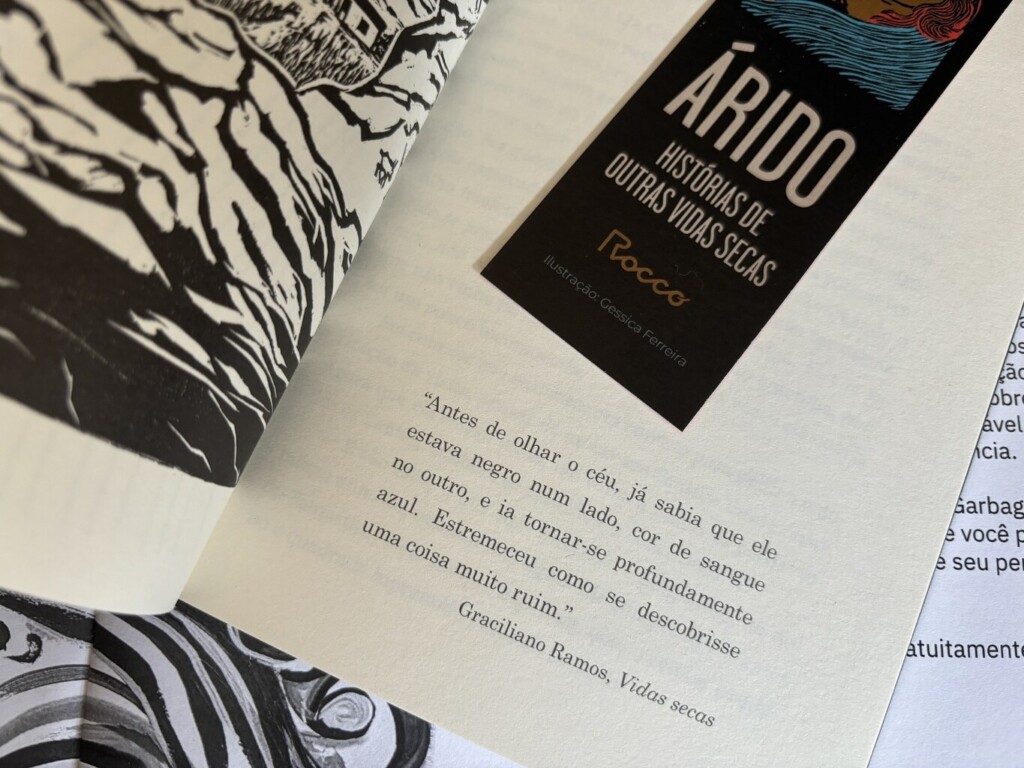 ÁRIDO
HISTÓRIAS DE
OUTRAS VIDAS SECAS
Rocco
Ilustração: Gessica Ferreira
“Antes de olhar o céu, já sabia que ele
estava negro num lado, cor de sangue
no outro, e ia tornar-se profundamente
azul. Estremeceu como se descobrisse
uma coisa muito ruim.”
Graciliano Ramos, Vidas secas
ncia.
e você p
e seu per
atuitamente